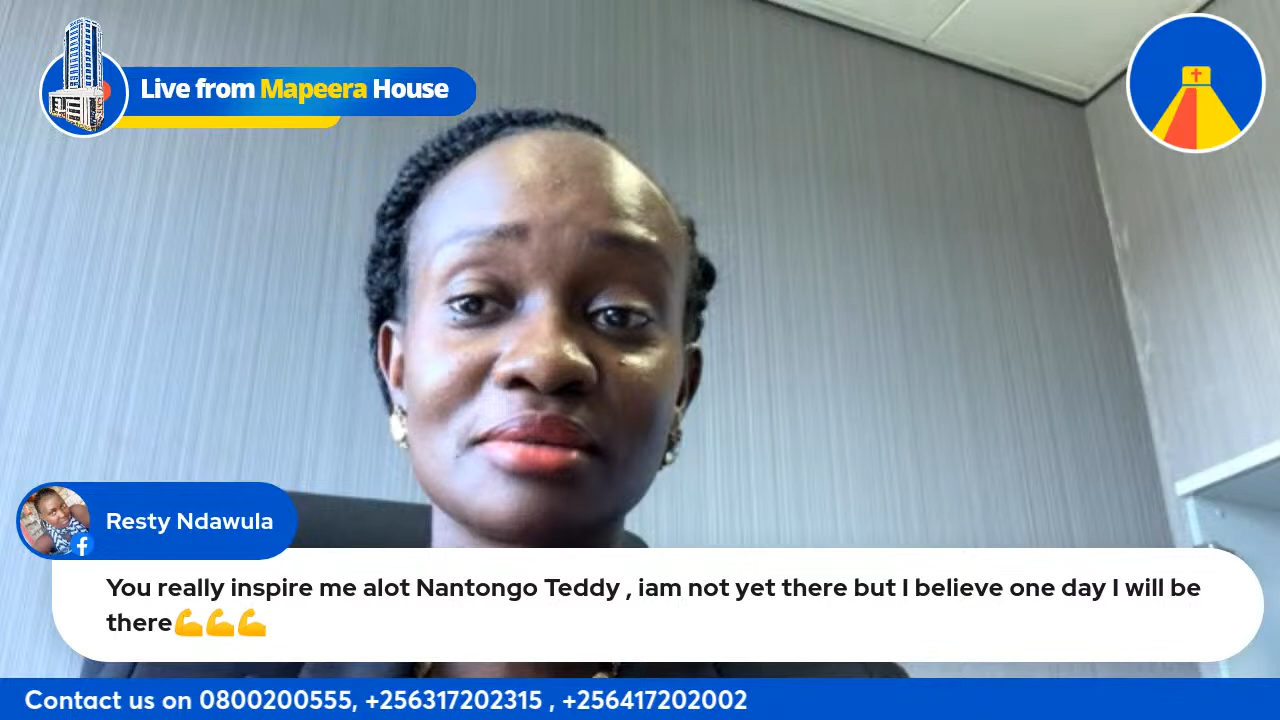 Live from Mapeera House
Resty Ndawula
You really inspire me alot Nantongo Teddy , iam not yet there but I believe one day I will be
there💪💪💪
Contact us on 0800200555, +256317202315 , +256417202002